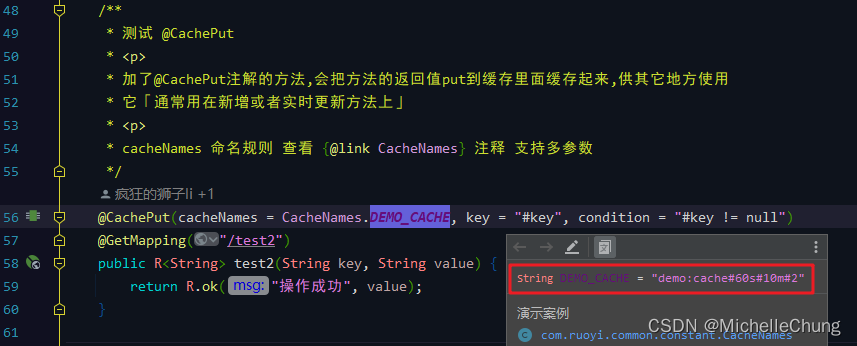 48 /**
49 * 测试 @CachePut
50 * <p>
51 * 加了@CachePut注解的方法,会把方法的返回值put到缓存里面缓存起来,供其它地方使用
52 * 它「通常用在新增或者实时更新方法上」
53 * <p>
54 * cacheNames 命名规则 查看 {@link CacheNames} 注释 支持多参数
55 */
疯狂的狮子li +1
56 @CachePut(cacheNames = CacheNames.DEMO_CACHE, key = "#key", condition = "#key != null")
57 @GetMapping("/test2")
58 public R<String> test2(String key, String value) {
59 return R.ok( msg: "操作成功", value);
60 }
61
String DEMO_CACHE = "demo:cache#60s#10m#2"
演示案例
com.ruoyi.common.constant.CacheNames
CSDN @MichelleChung